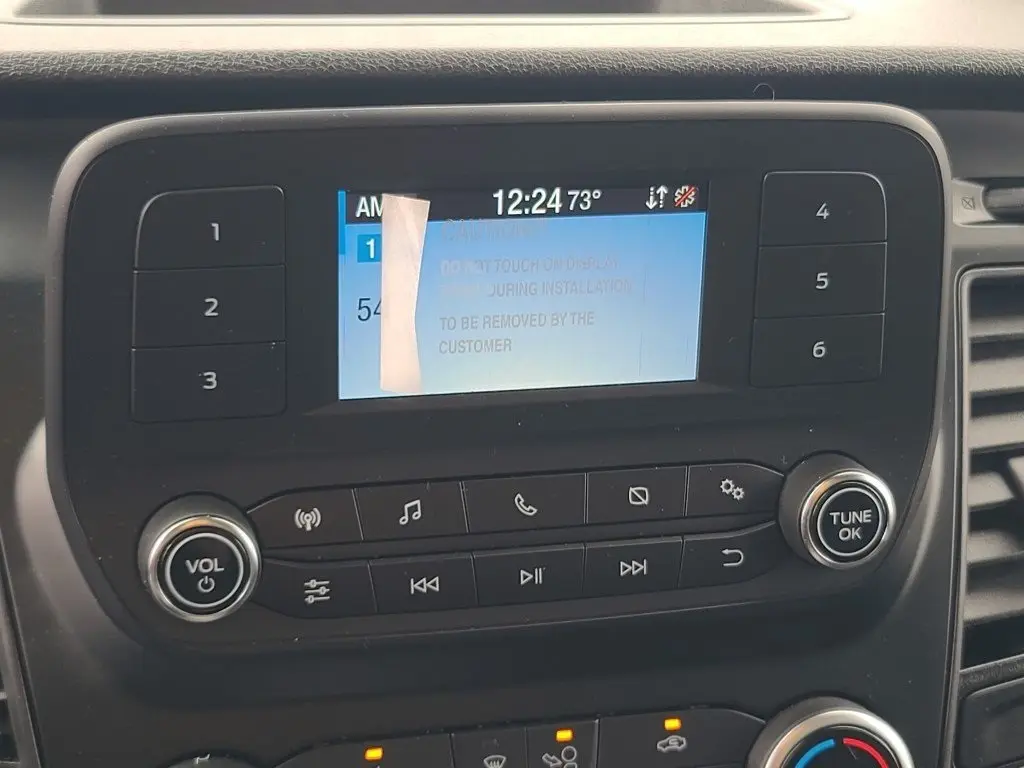 1
2
3
AM
12:24 73°
1
54
DO NOT TOUCH ON DISPLAY
DURING INSTALLATION
TO BE REMOVED BY THE
CUSTOMER
4
5
6
VOL
TUNE
OK